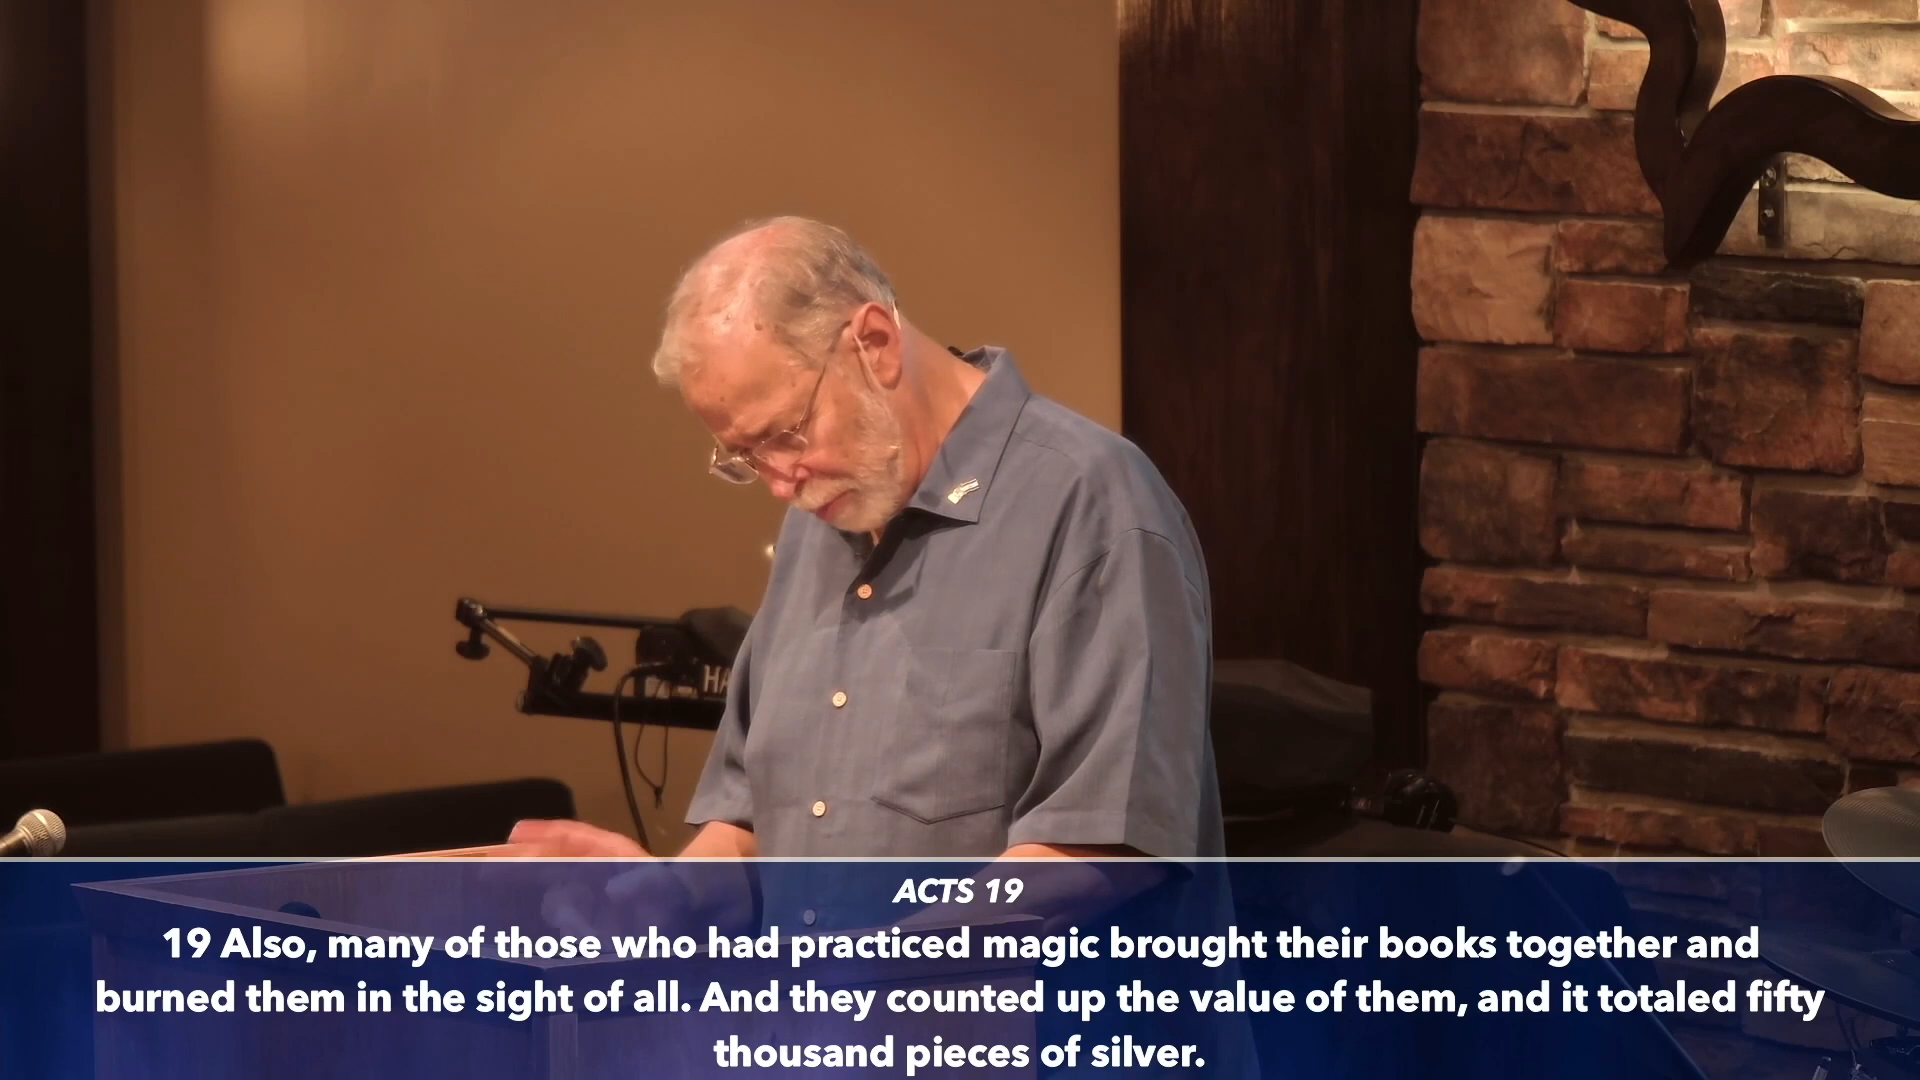 HA
ACTS 19
19 Also, many of those who had practiced magic brought their books together and
burned them in the sight of all. And they counted up the value of them, and it totaled fifty
thousand pieces of silver.